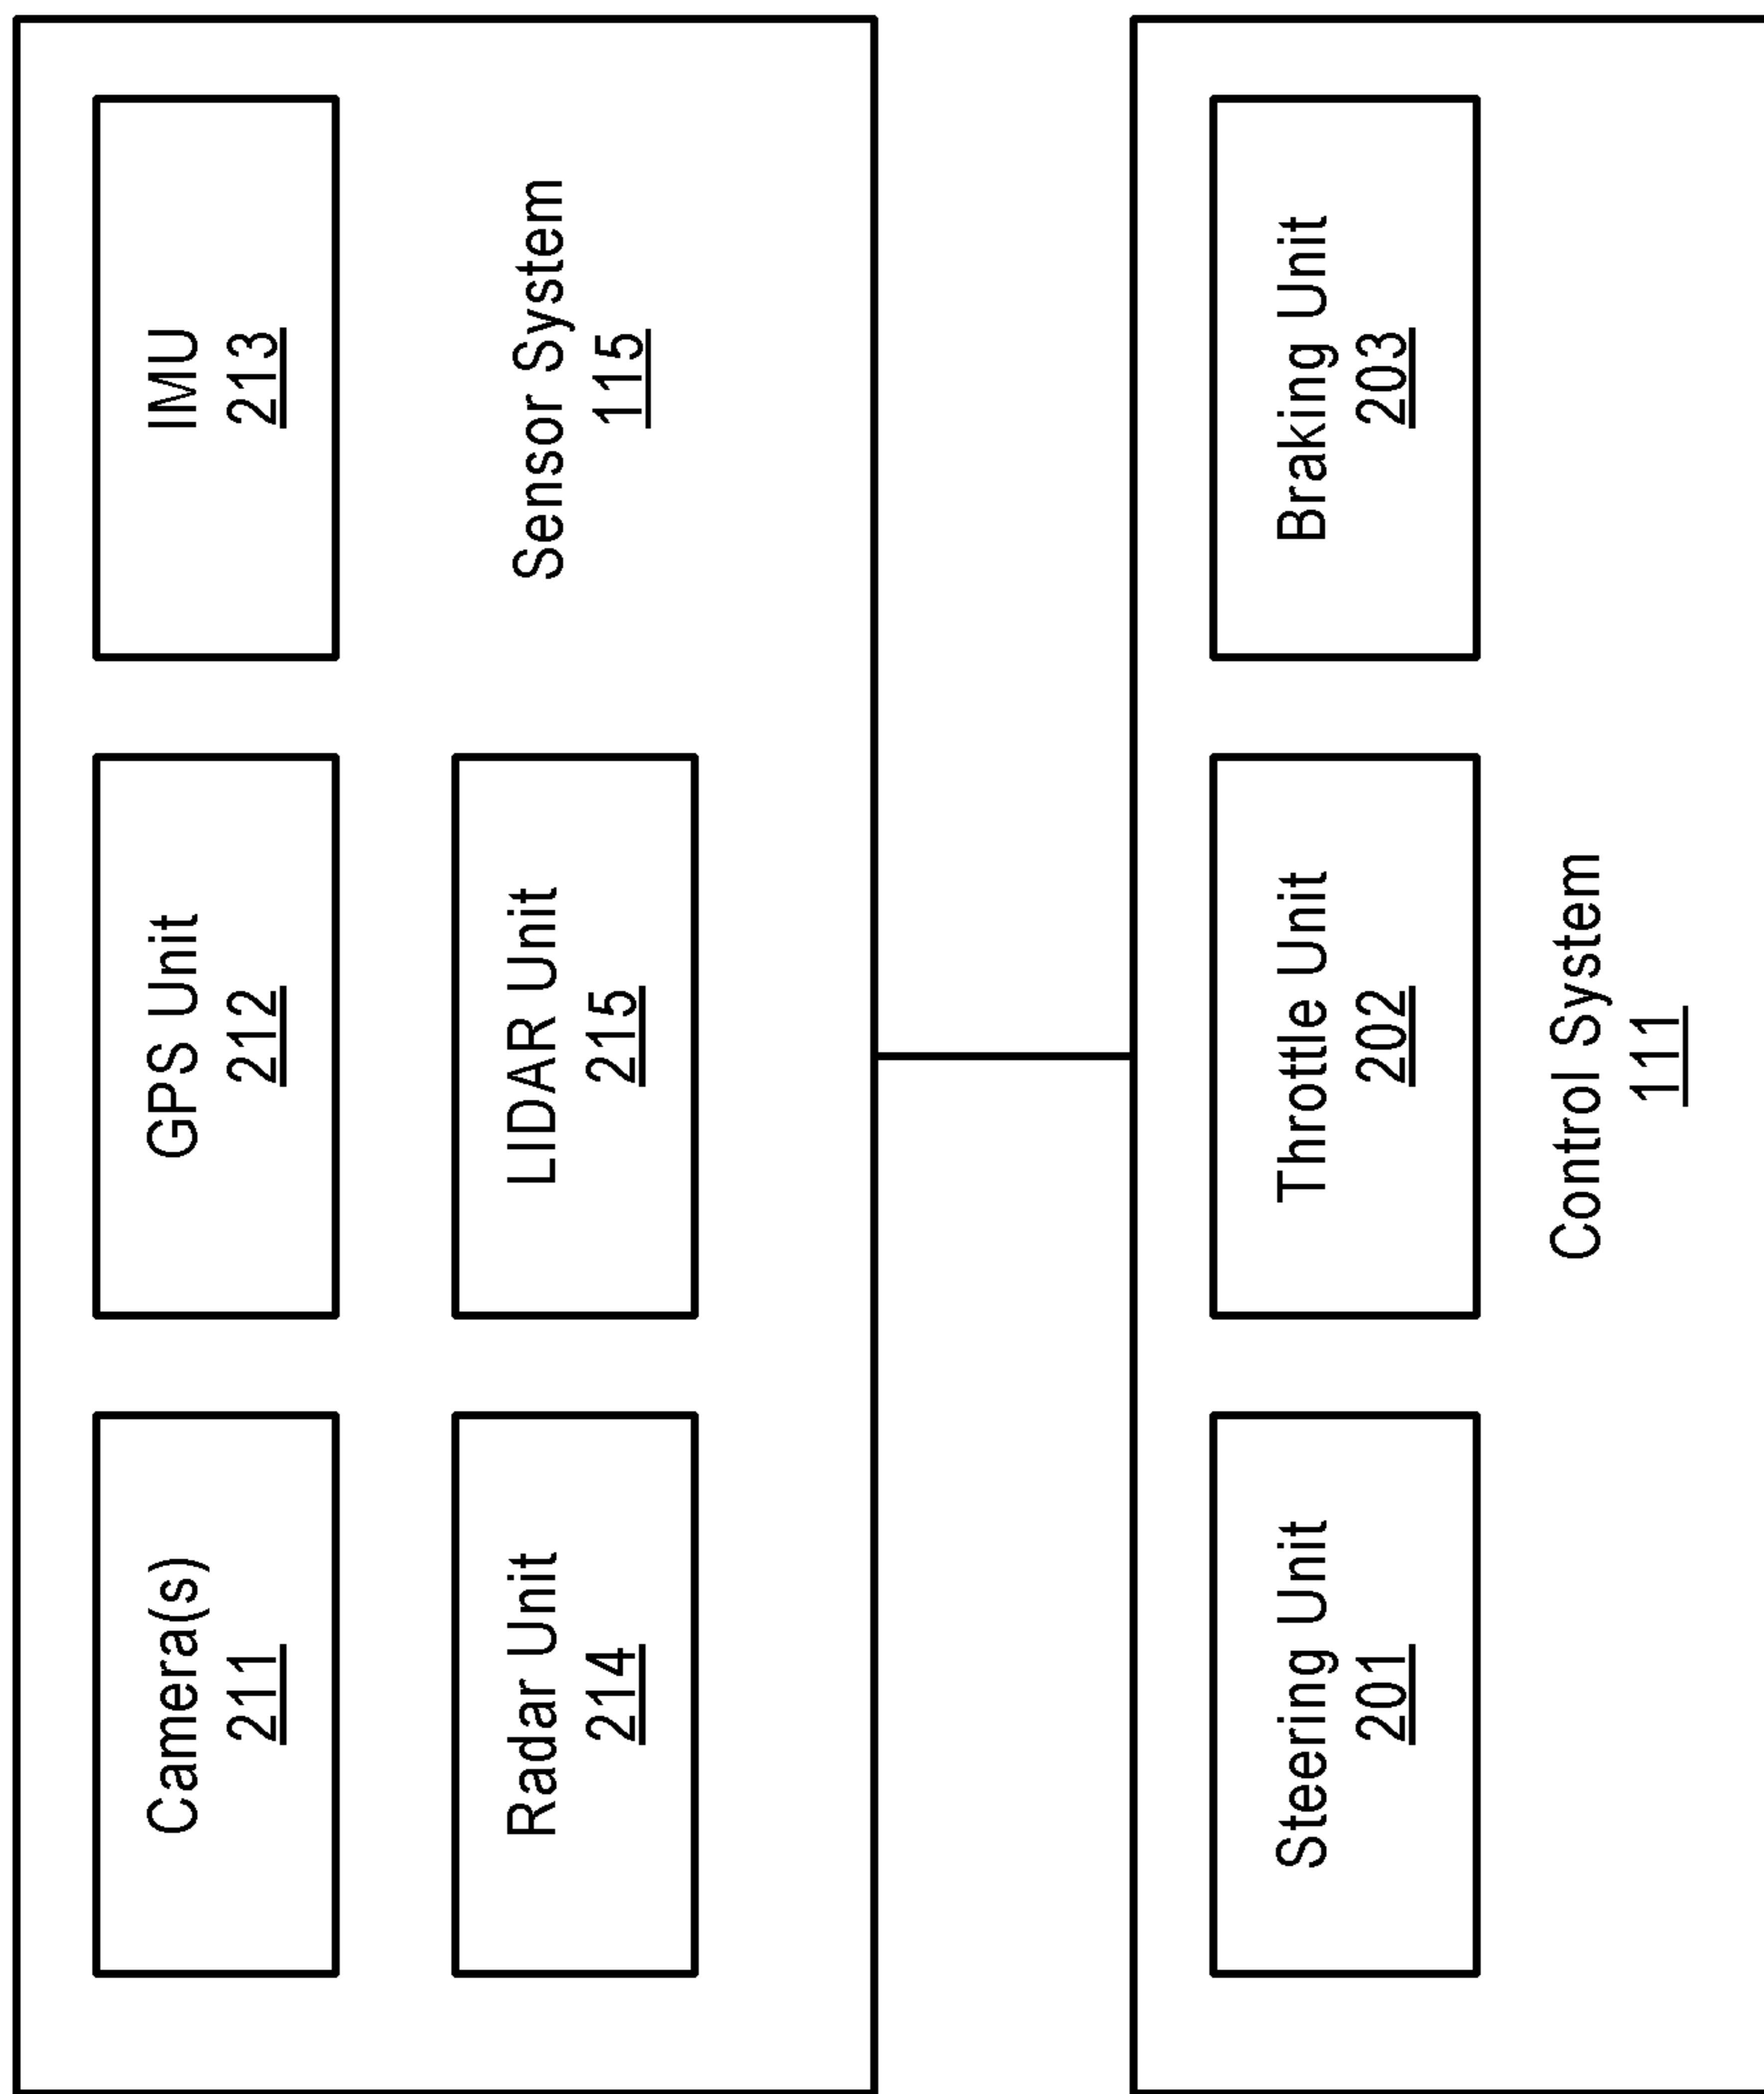 Camera(s)
211
GPS Unit
212
IMU
213
Radar Unit
214
LIDAR Unit
215
Sensor System
115
Steering Unit
201
Throttle Unit
202
Braking Unit
203
Control System
111